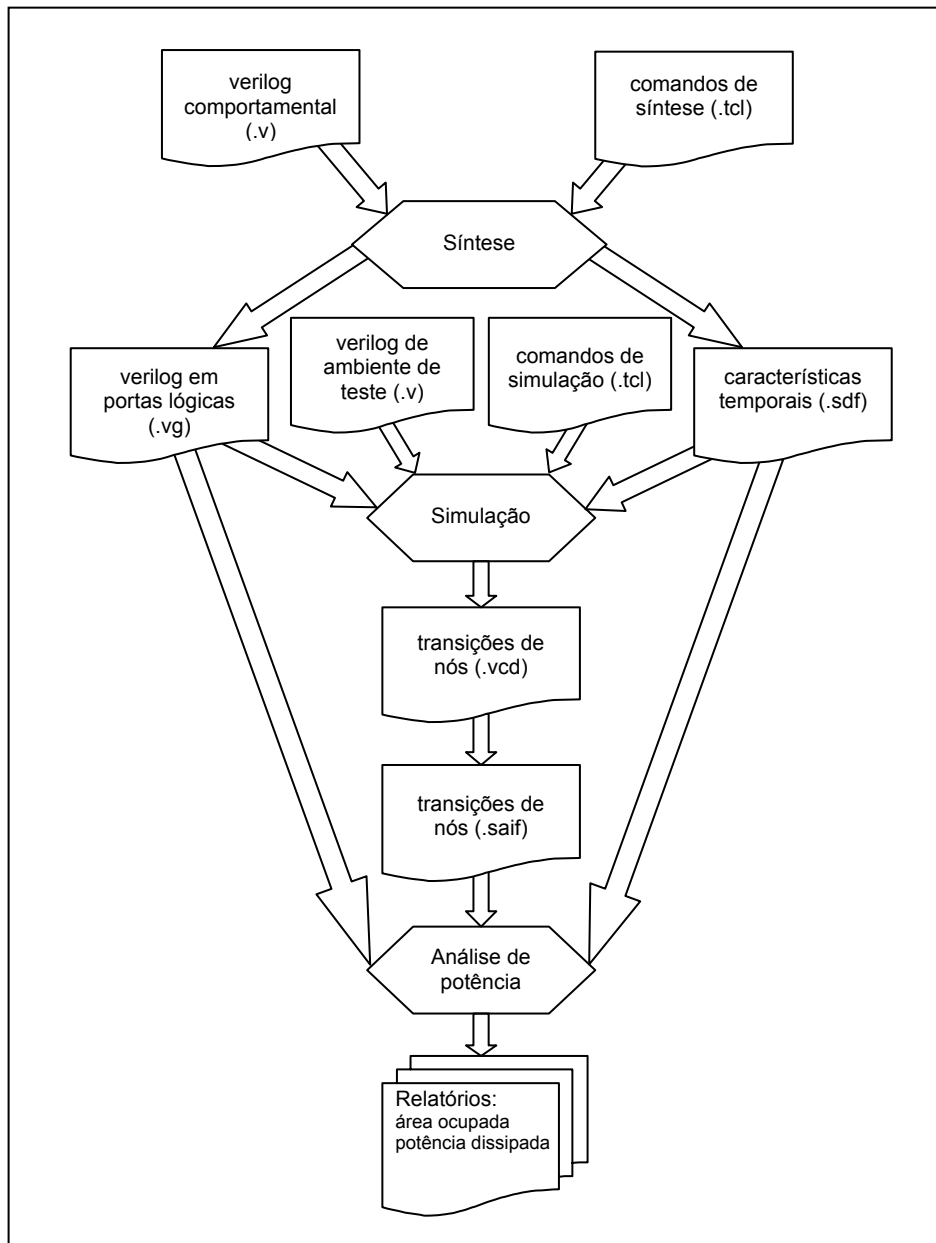 verilog
comportamental
(.v)
comandos de
síntese (.tcl)
Síntese
verilog em
portas lógicas
(.vg)
verilog de
ambiente de
teste (.v)
comandos de
simulação (.tcl)
características
temporais (.sdf)
Simulação
transições de
nós (.vcd)
transições de
nós (.saif)
Análise de
potência
Relatórios:
área ocupada
potência dissipada